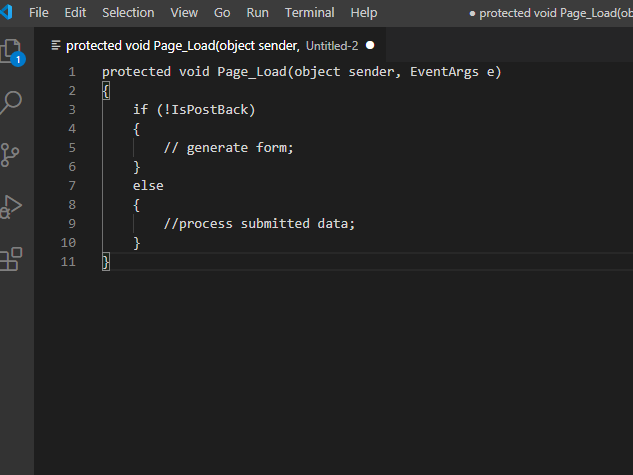 File Edit Selection View Go Run Terminal Help ● protected void Page_Load(ob
protected void Page_Load(object sender, Untitled-2 ●
1
1 protected void Page_Load(object sender, EventArgs e)
2 {
3     if (!IsPostBack)
4     {
5         // generate form;
6     }
7     else
8     {
9         //process submitted data;
10     }
11 }